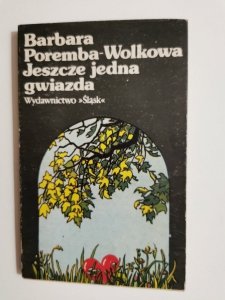 Barbara
Poremba-Wolkowa
Jeszcze jedna
gwiazda
Wydawnictwo »Śląsk«